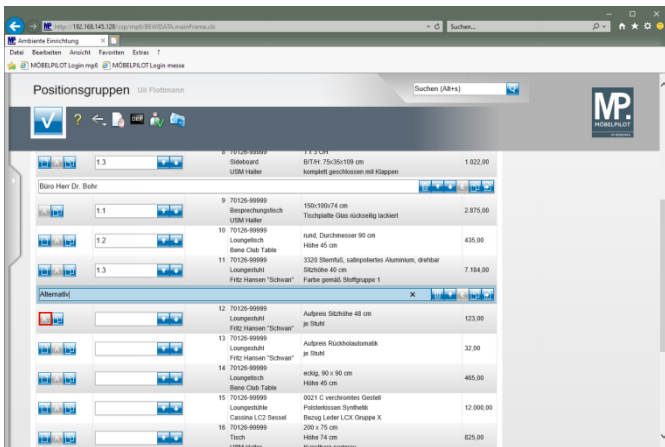 http://192.168.145.128/csp/mp6/BEWIDATA.mainFrame.cls
Suchen...
Ambiente Einrichtung
Datei Bearbeiten Ansicht Favoriten Extras ?
MÖBELPILOT Login mp6 MÖBELPILOT Login messe
Positionsgruppen Uli Flottmann
Suchen (Alt+s)
MP.
MÖBELPILOT
8 70126-99999
1.3 Sideboard B/T/H: 75x35x109 cm 1.022,00
USM Haller komplett geschlossen mit Klappen
Büro Herr Dr. Bohr
9 70126-99999
1.1 Besprechungstisch 150x100x74 cm 2.875,00
USM Haller Tischplatte Glas rückseitig lackiert
10 70126-99999
1.2 Loungetisch rund, Durchmesser 90 cm 435,00
Bene Club Table Höhe 45 cm
11 70126-99999 3320 Sternfuß, satinpoliertes Aluminium, drehbar
1.3 Loungestuhl Sitzhöhe 40 cm 7.184,00
Fritz Hansen "Schwan" Farbe gemäß Stoffgruppe 1
Alternativ
12 70126-99999
Loungestuhl Aufpreis Sitzhöhe 48 cm 123,00
Fritz Hansen "Schwan" je Stuhl
13 70126-99999
Loungestuhl Aufpreis Rückholautomatik 32,00
Fritz Hansen "Schwan" je Stuhl
14 70126-99999
Loungetisch eckig, 90 x 90 cm 465,00
Bene Club Table Höhe 45 cm
15 70126-99999 0021 C verchromtes Gestell
Loungestühle Polsterkissen Synthetik 12.000,00
Cassina LC2 Sessel Bezug Leder LCX Gruppe X
16 70126-99999 200 x 75 cm
Tisch Höhe 74 cm 825,00
USM Haller